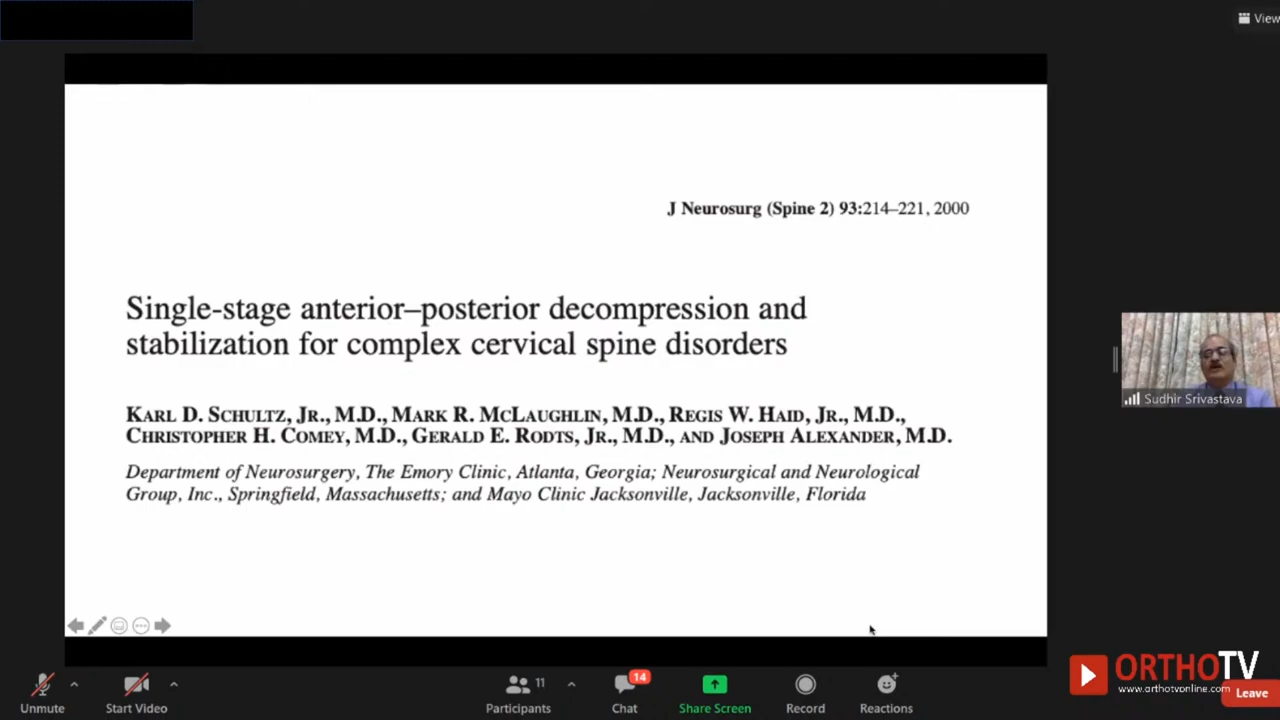 View
J Neurosurg (Spine 2) 93:214–221, 2000
Single-stage anterior–posterior decompression and
stabilization for complex cervical spine disorders
KARL D. SCHULTZ, JR., M.D., MARK R. MCLAUGHLIN, M.D., REGIS W. HAID, JR., M.D.,
CHRISTOPHER H. COMEY, M.D., GERALD E. RODTS, JR., M.D., AND JOSEPH ALEXANDER, M.D.
Department of Neurosurgery, The Emory Clinic, Atlanta, Georgia; Neurosurgical and Neurological
Group, Inc., Springfield, Massachusetts; and Mayo Clinic Jacksonville, Jacksonville, Florida
Sudhir Srivastava
Unmute
Start Video
11
Participants
14
Chat
Share Screen
Record
Reactions
ORTHOTV
www.orthotvonline.com
Leave